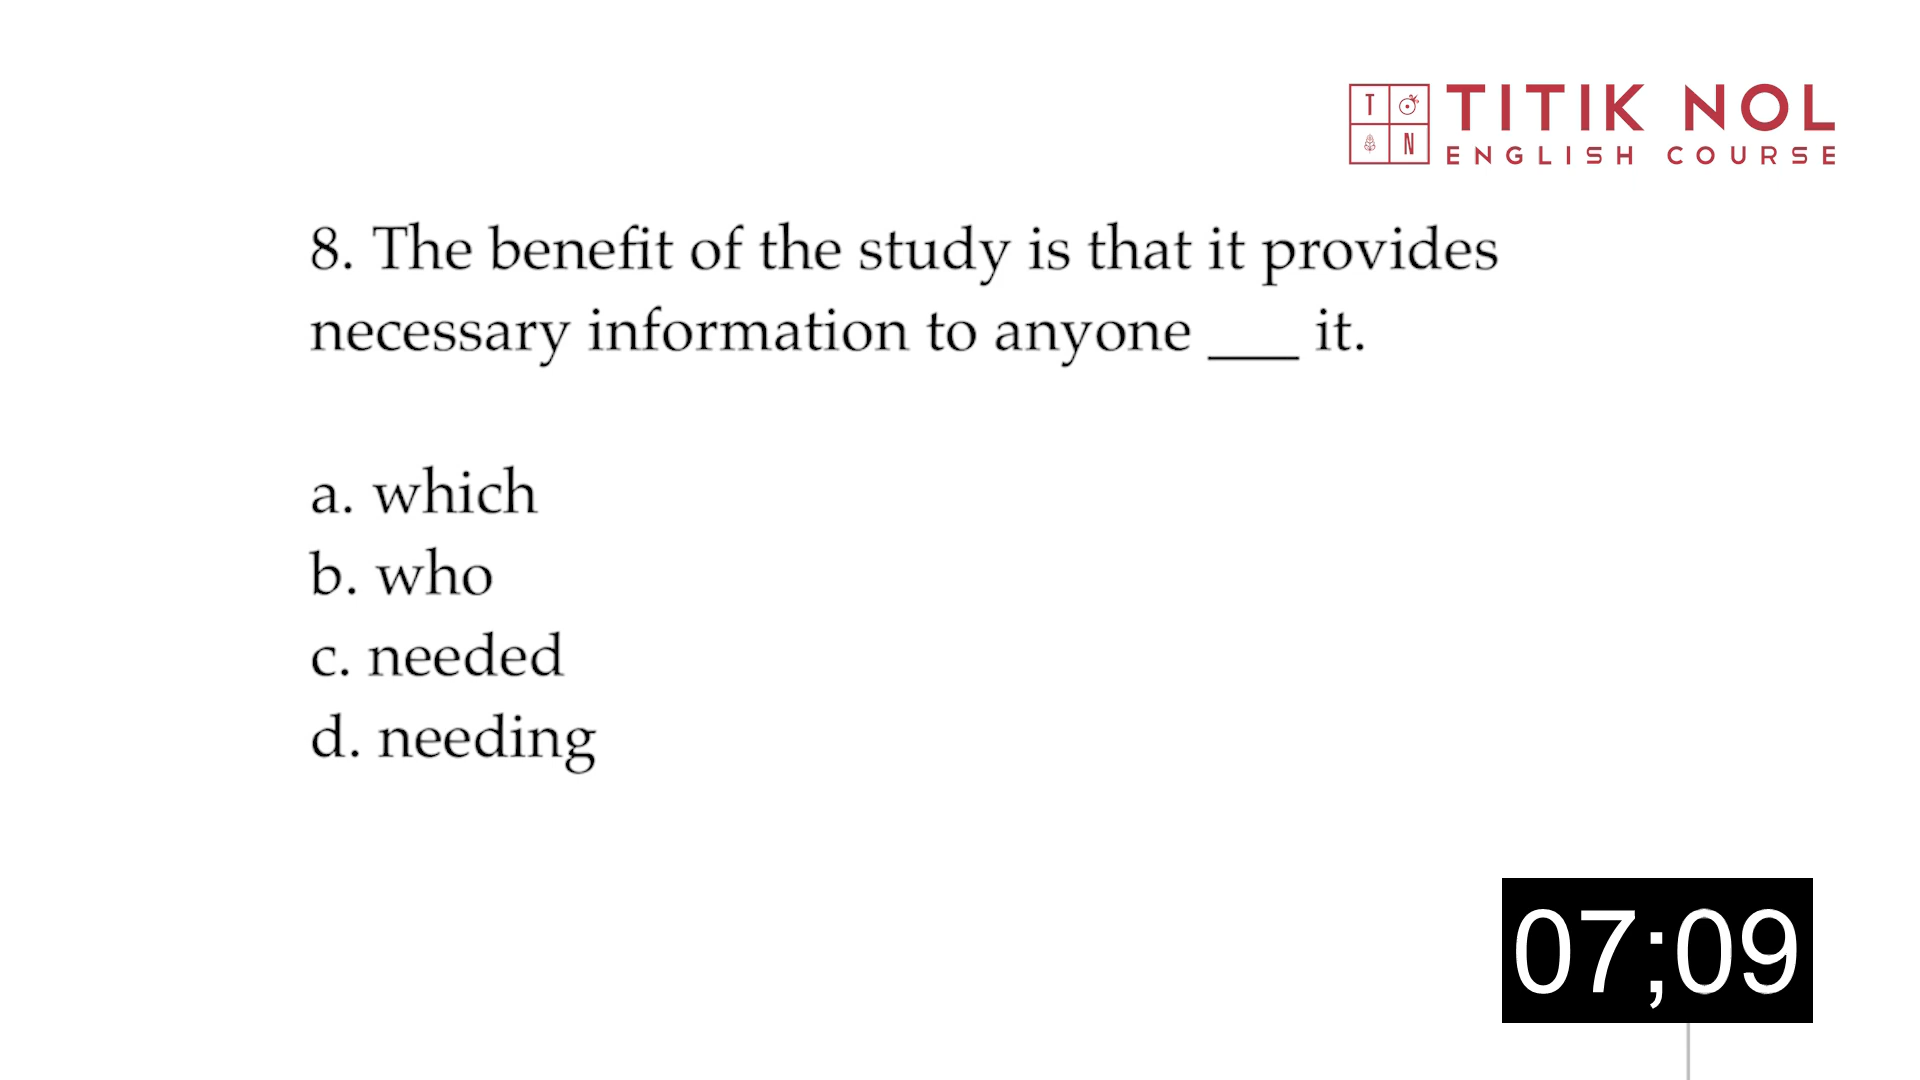 T
N
TITIK NOL
ENGLISH COURSE
8. The benefit of the study is that it provides
necessary information to anyone ___ it.
a. which
b. who
c. needed
d. needing
07;09